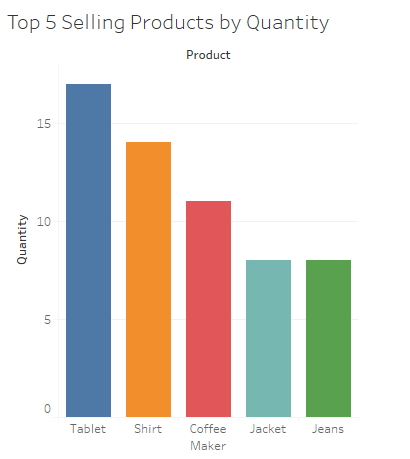 Top 5 Selling Products by Quantity
Product
Quantity
15
10
5
0
Tablet
Shirt
Coffee
Maker
Jacket
Jeans